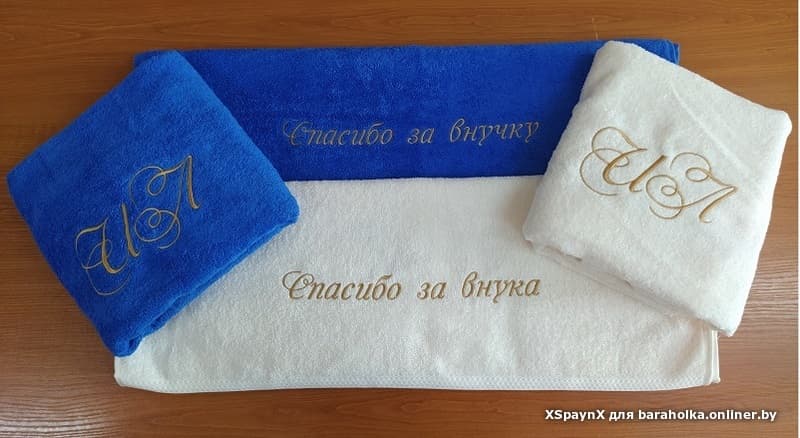 Спасибо за внучку
ИЛ
ИЛ
Спасибо за внука
XSpaynX для baraholka.onliner.by